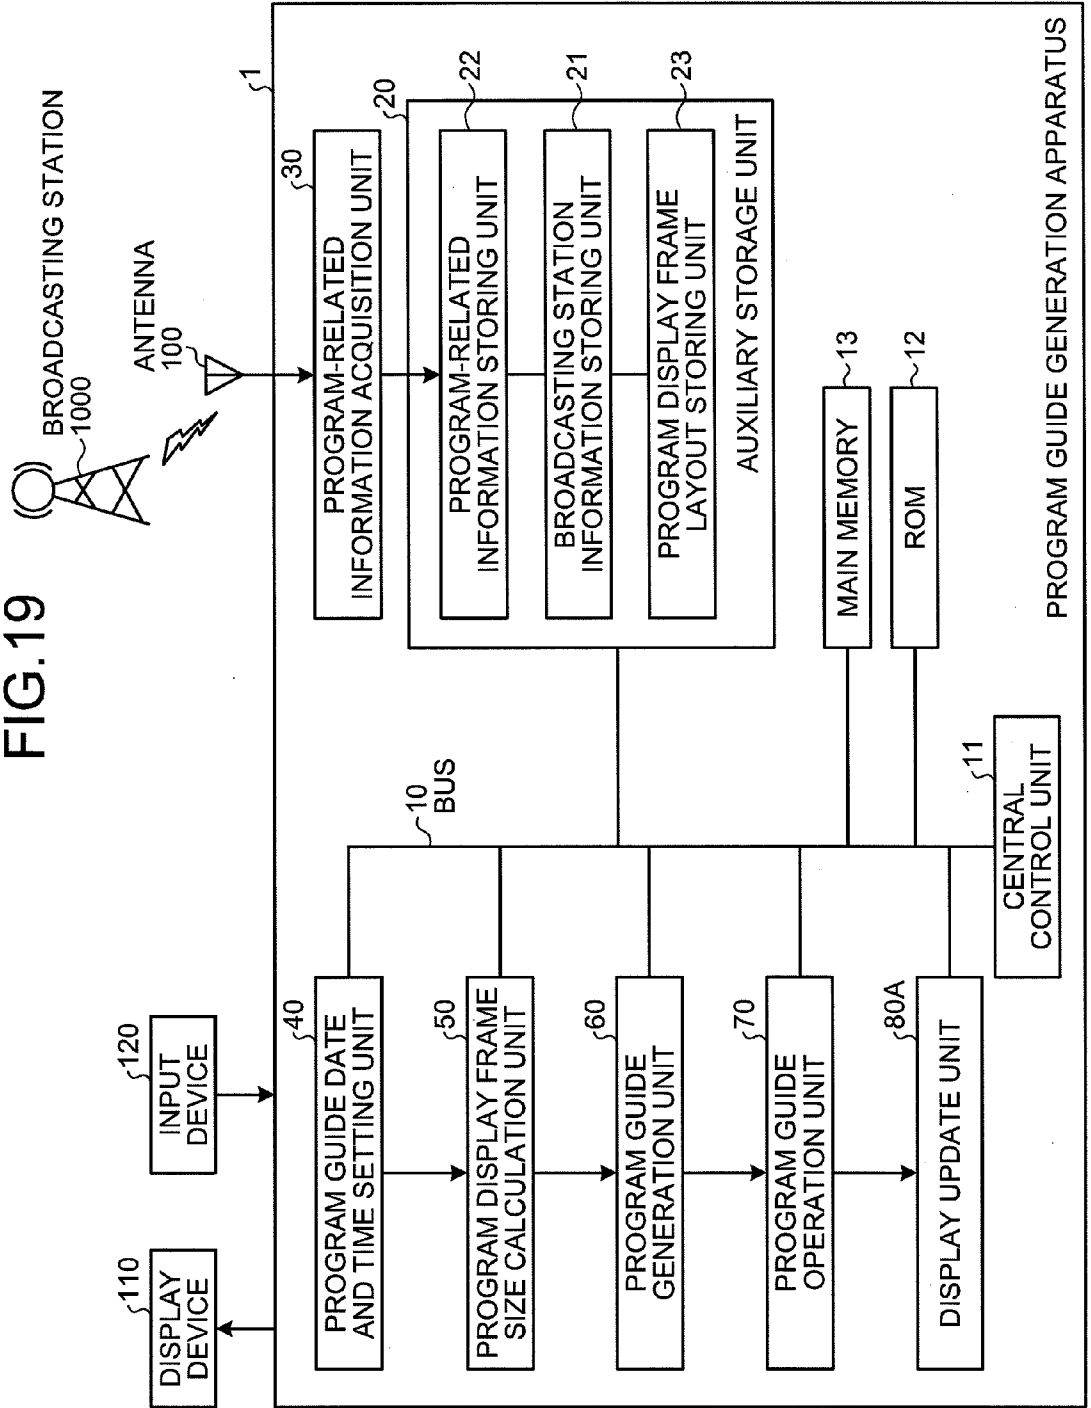 FIG.19
BROADCASTING STATION
1000
ANTENNA
100
DISPLAY
DEVICE
110
INPUT
DEVICE
120
1
PROGRAM GUIDE DATE
AND TIME SETTING UNIT
40
PROGRAM DISPLAY FRAME
SIZE CALCULATION UNIT
50
PROGRAM GUIDE
GENERATION UNIT
60
PROGRAM GUIDE
OPERATION UNIT
70
DISPLAY UPDATE UNIT
80A
10
BUS
CENTRAL
CONTROL UNIT
11
PROGRAM-RELATED
INFORMATION ACQUISITION UNIT
30
20
PROGRAM-RELATED
INFORMATION STORING UNIT
22
BROADCASTING STATION
INFORMATION STORING UNIT
21
PROGRAM DISPLAY FRAME
LAYOUT STORING UNIT
23
AUXILIARY STORAGE UNIT
MAIN MEMORY
13
ROM
12
PROGRAM GUIDE GENERATION APPARATUS